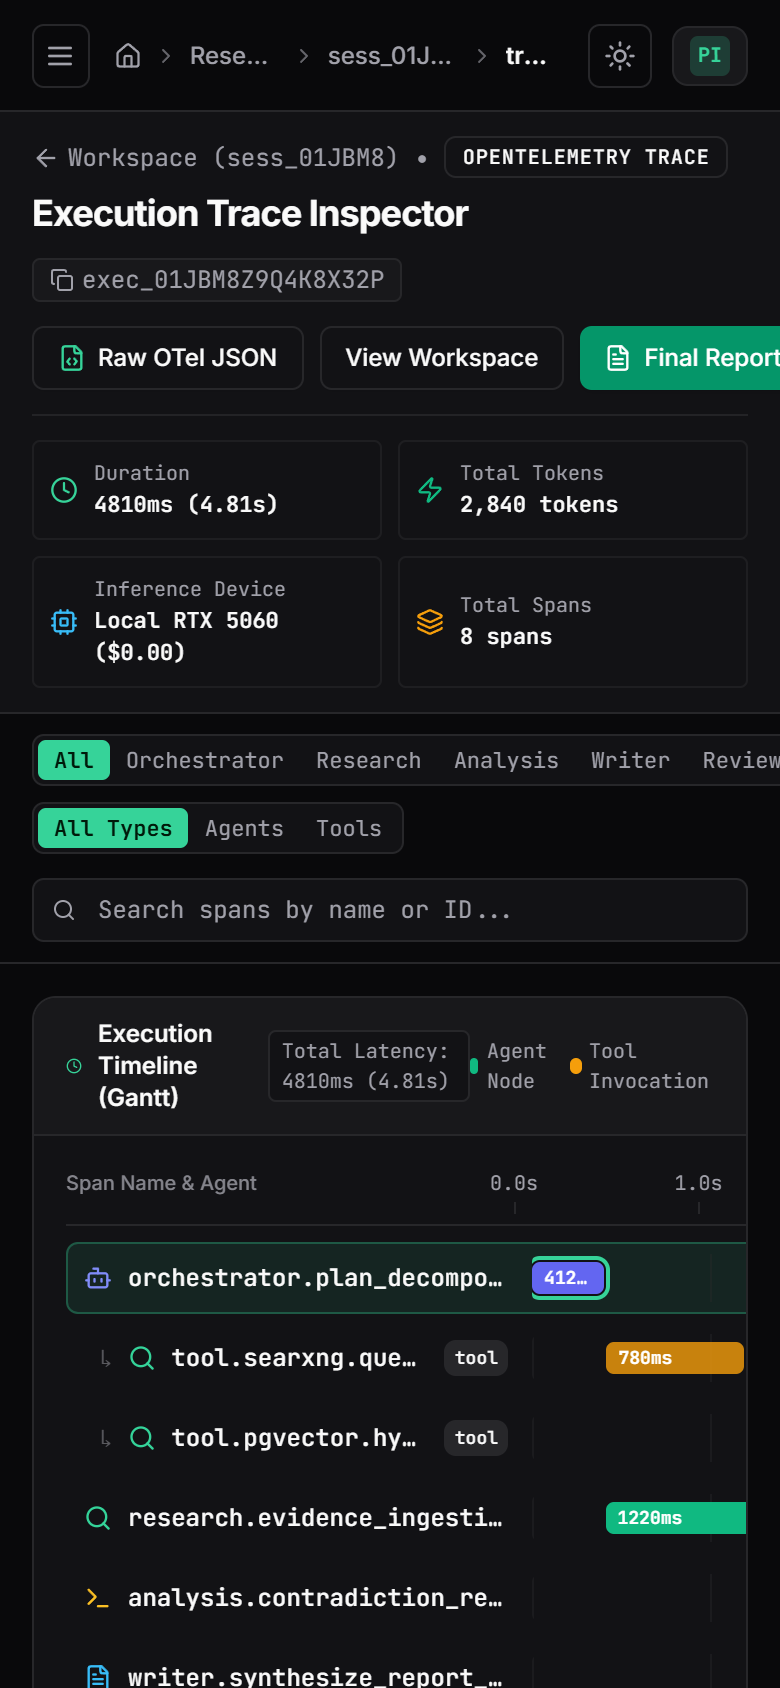 Rese... sess_01J... tr... PI
Workspace (sess_01JBM8) • OPENTELEMETRY TRACE
Execution Trace Inspector
exec_01JBM8Z9Q4K8X32P
Raw OTel JSON View Workspace Final Report
Duration
4810ms (4.81s)
Total Tokens
2,840 tokens
Inference Device
Local RTX 5060
($0.00)
Total Spans
8 spans
All Orchestrator Research Analysis Writer Review
All Types Agents Tools
Search spans by name or ID...
Execution
Timeline
(Gantt)
Total Latency:
4810ms (4.81s)
Agent
Node
Tool
Invocation
Span Name & Agent 0.0s 1.0s
orchestrator.plan_decompo… 412…
↳ tool.searxng.que… tool 780ms
↳ tool.pgvector.hy… tool
research.evidence_ingesti… 1220ms
analysis.contradiction_re…
writer.synthesize_report_…